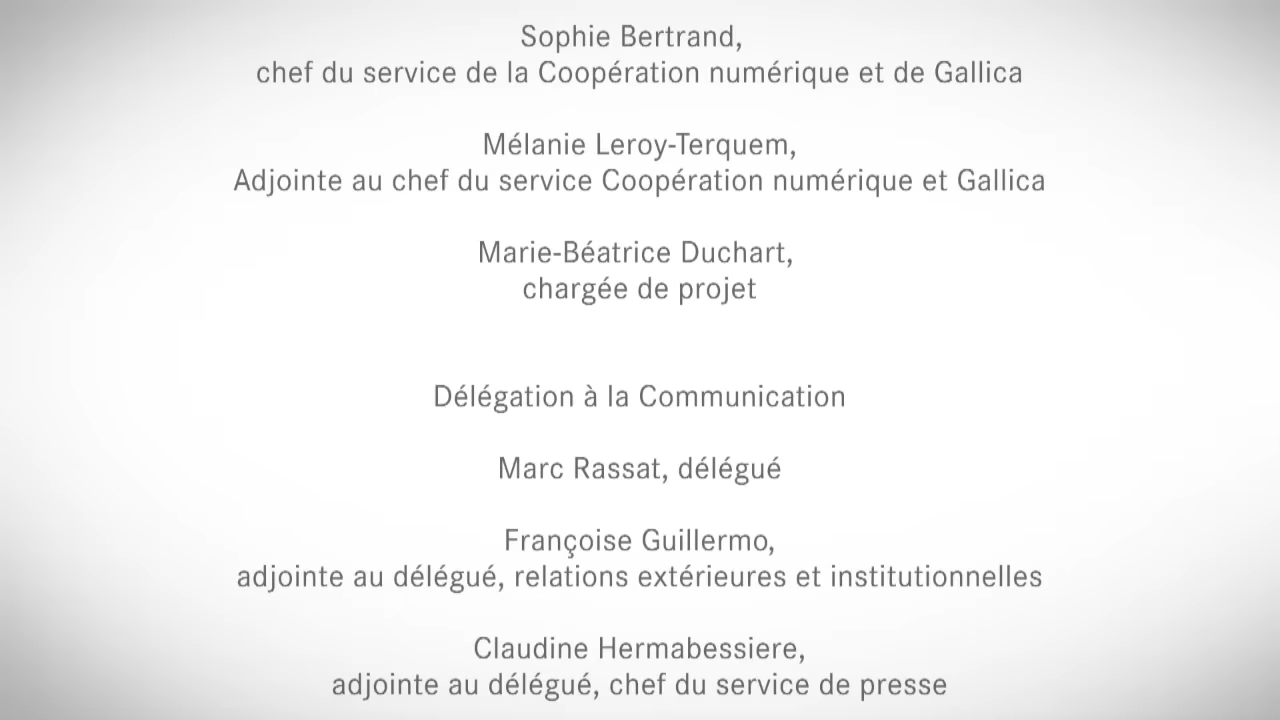 Sophie Bertrand,
chef du service de la Coopération numérique et de Gallica
Mélanie Leroy-Terquem,
Adjointe au chef du service Coopération numérique et Gallica
Marie-Béatrice Duchart,
chargée de projet
Délégation à la Communication
Marc Rassat, délégué
Françoise Guillermo,
adjointe au délégué, relations extérieures et institutionnelles
Claudine Hermabessiere,
adjointe au délégué, chef du service de presse